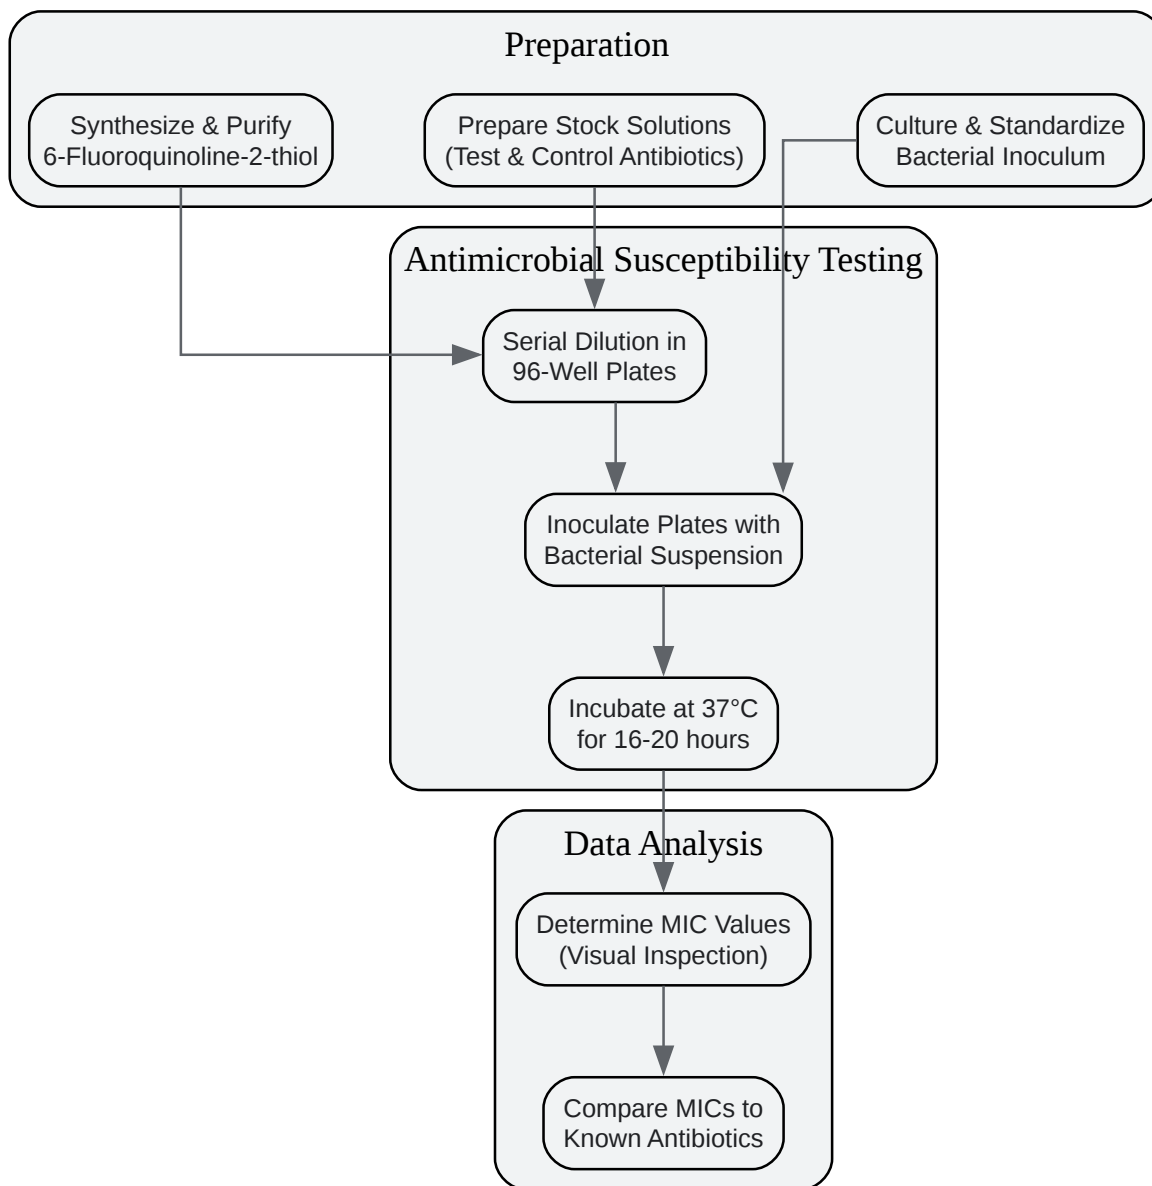 Preparation
Synthesize & Purify
6-Fluoroquinoline-2-thiol
Prepare Stock Solutions
(Test & Control Antibiotics)
Culture & Standardize
Bacterial Inoculum
Antimicrobial Susceptibility Testing
Serial Dilution in
96-Well Plates
Inoculate Plates with
Bacterial Suspension
Incubate at 37°C
for 16-20 hours
Data Analysis
Determine MIC Values
(Visual Inspection)
Compare MICs to
Known Antibiotics